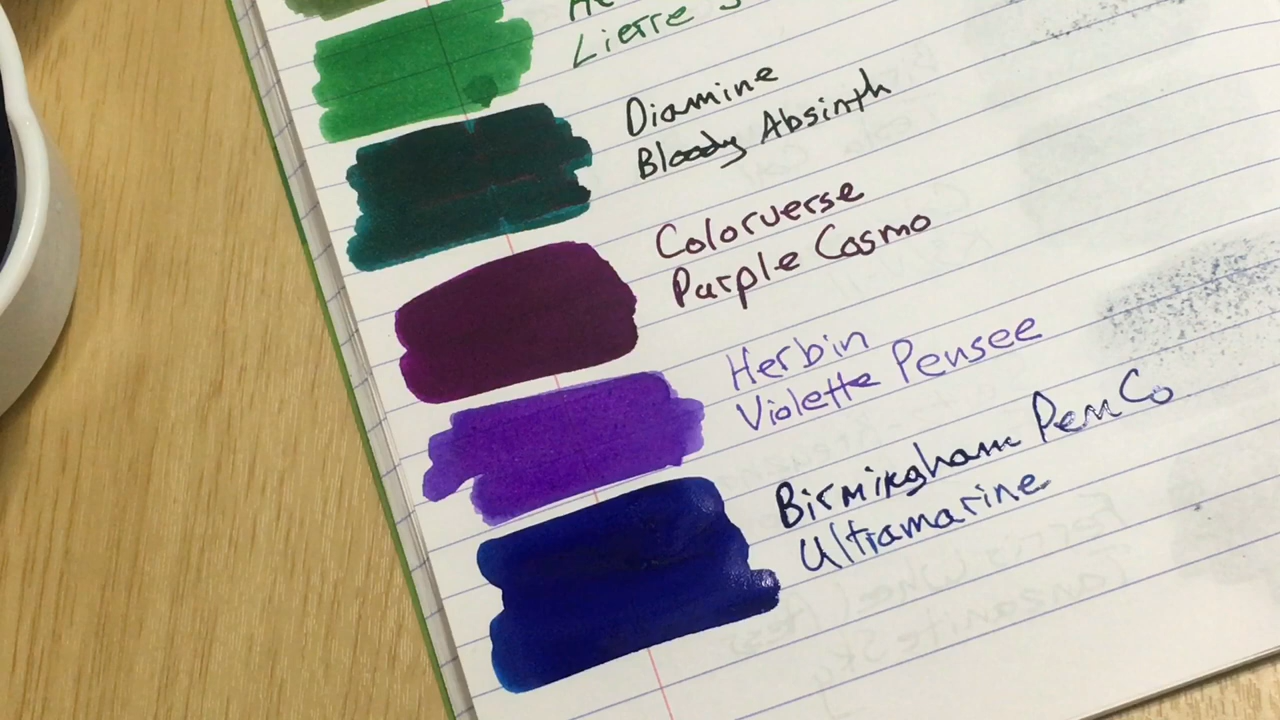 Lierre
Diamine
Bloody Absinth
Colorverse
Purple Cosmo
Herbin
Violette Pensee
Birmingham Pen Co
Ultramarine